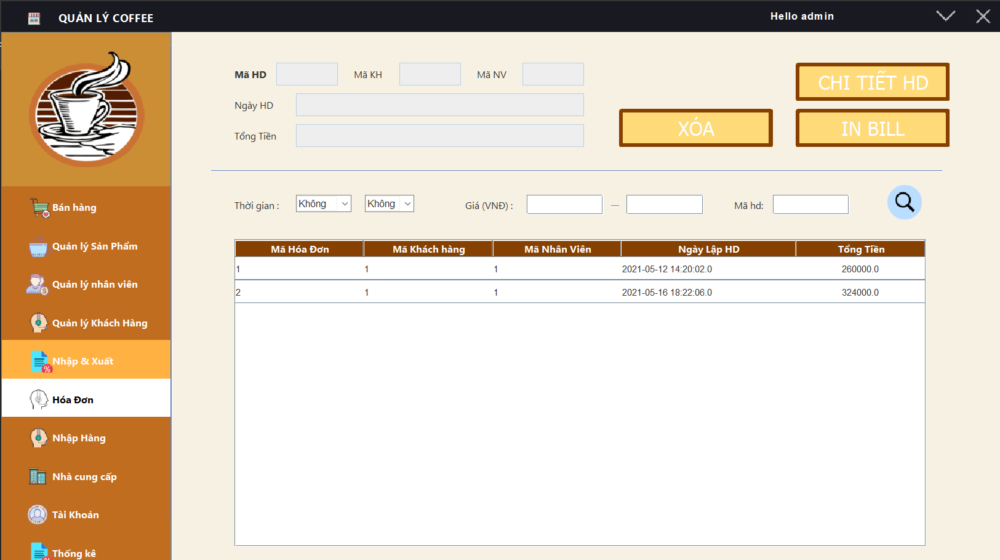 QUẢN LÝ COFFEE
Hello admin
Mã HD
Mã KH
Mã NV
Ngày HD
Tổng Tiền
CHI TIẾT HD
XÓA
IN BILL
Bán hàng
Quản lý Sản Phẩm
Quản lý nhân viên
Quản lý Khách Hàng
Nhập & Xuất
Hóa Đơn
Nhập Hàng
Nhà cung cấp
Tài Khoản
Thống kê
Thời gian : Không Không Giá (VNĐ) : — Mã hd:
Mã Hóa Đơn Mã Khách hàng Mã Nhân Viên Ngày Lập HD Tổng Tiền
1 1 1 2021-05-12 14:20:02.0 260000.0
2 1 1 2021-05-16 18:22:06.0 324000.0